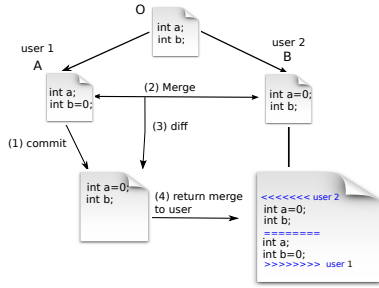 O
int a;
int b;
user 1
A
user 2
B
int a;
int b=0;
(2) Merge
int a=0;
int b;
(3) diff
(1) commit
int a=0;
int b;
(4) return merge
to user
<<<<<<< user 2
int a=0;
int b;
========
int a;
int b=0;
>>>>>>>> user 1